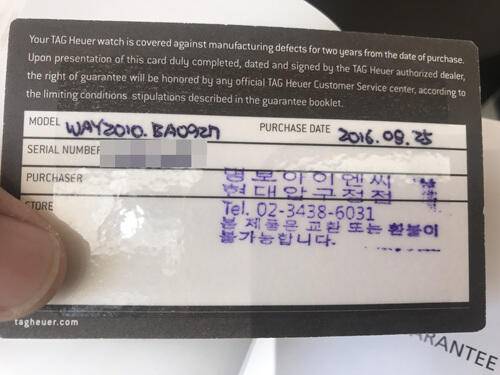 Your TAG Heuer watch is covered against manufacturing defects for two years from the date of purchase.
Upon presentation of this card duly completed, dated and signed by the TAG Heuer authorized dealer,
the right of guarantee will be honored by any official TAG Heuer Customer Service center, according to
the limiting conditions stipulations described in the guarantee booklet.
MODEL WAY2010.BA0927 PURCHASE DATE 2016.08.25
SERIAL NUMBER
PURCHASER 명보아이엔씨
현대압구정점
STORE Tel. 02-3438-6031
본 제품은 교환 또는 환불이
불가능합니다.
tagheuer.com
ARANTEE